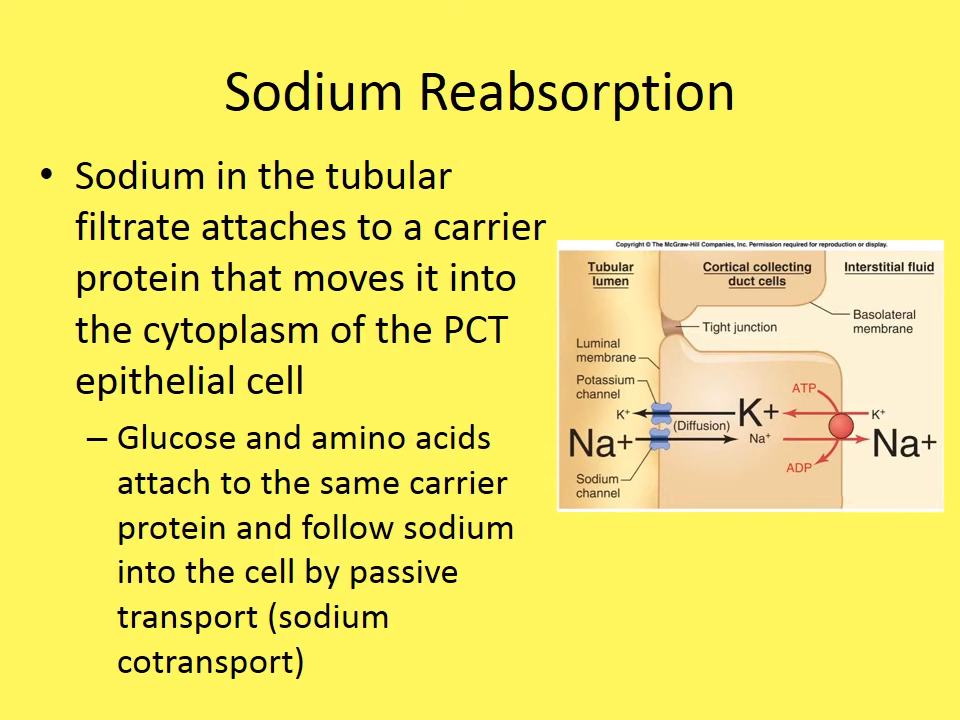 Sodium Reabsorption
• Sodium in the tubular
filtrate attaches to a carrier
protein that moves it into
the cytoplasm of the PCT
epithelial cell
– Glucose and amino acids
attach to the same carrier
protein and follow sodium
into the cell by passive
transport (sodium
cotransport)
Copyright © The McGraw-Hill Companies, Inc. Permission required for reproduction or display.
Tubular
lumen
Cortical collecting
duct cells
Interstitial fluid
Basolateral
membrane
Tight junction
Luminal
membrane
Potassium
channel
ATP
K+
K+
K+
(Diffusion)
Na+
Na+
Na+
ADP
Sodium
channel